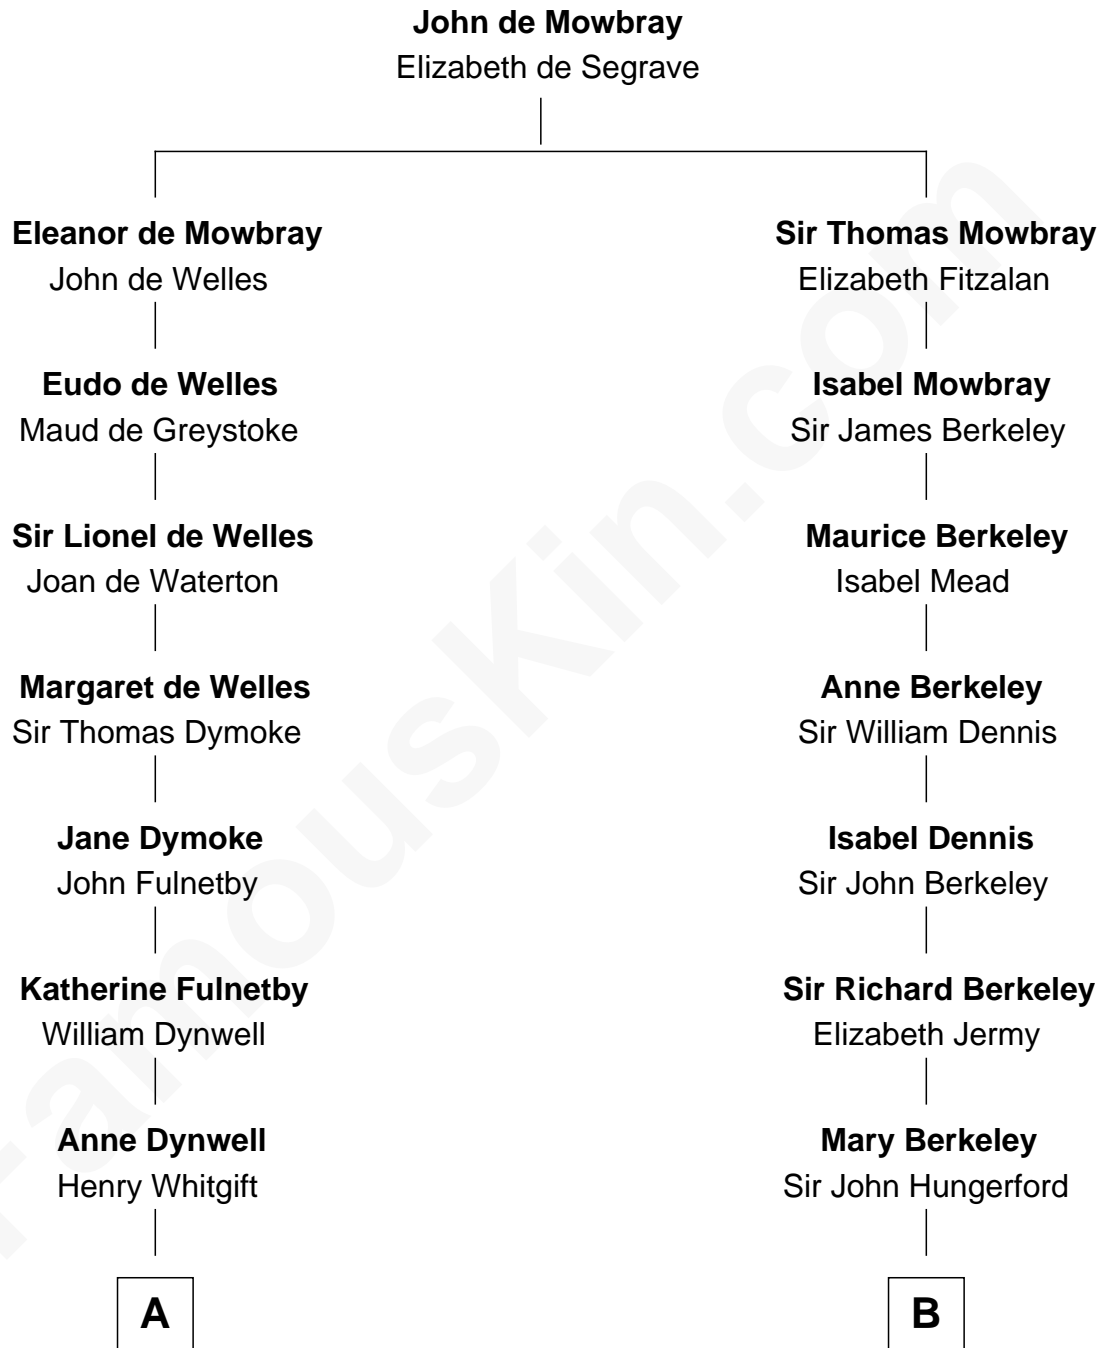 John de Mowbray
Elizabeth de Segrave
Eleanor de Mowbray
John de Welles
Sir Thomas Mowbray
Elizabeth Fitzalan
Eudo de Welles
Maud de Greystoke
Isabel Mowbray
Sir James Berkeley
Sir Lionel de Welles
Joan de Waterton
Maurice Berkeley
Isabel Mead
Margaret de Welles
Sir Thomas Dymoke
Anne Berkeley
Sir William Dennis
Jane Dymoke
John Fulnetby
Isabel Dennis
Sir John Berkeley
Katherine Fulnetby
William Dynwell
Sir Richard Berkeley
Elizabeth Jermy
Anne Dynwell
Henry Whitgift
Mary Berkeley
Sir John Hungerford
A
B
FamousKin.com